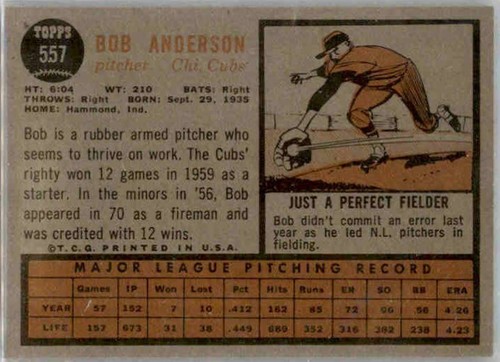 TOPPS
557
BOB ANDERSON
pitcher Chi. Cubs
HT: 6:04 WT: 210 BATS: Right
THROWS: Right BORN: Sept. 29, 1935
HOME: Hammond, Ind.
Bob is a rubber armed pitcher who
seems to thrive on work. The Cubs'
righty won 12 games in 1959 as a
starter. In the minors in '56, Bob
appeared in 70 as a fireman and
was credited with 12 wins.
©T.C.G. PRINTED IN U.S.A.
JUST A PERFECT FIELDER
Bob didn't commit an error last
year as he led N.L. pitchers in
fielding.
MAJOR LEAGUE PITCHING RECORD
Games IP Won Lost Pct. Hits Runs ER SO BB ERA
YEAR 57 152 7 10 .412 162 85 72 96 56 4.26
LIFE 157 673 31 38 .449 689 352 316 392 238 4.23